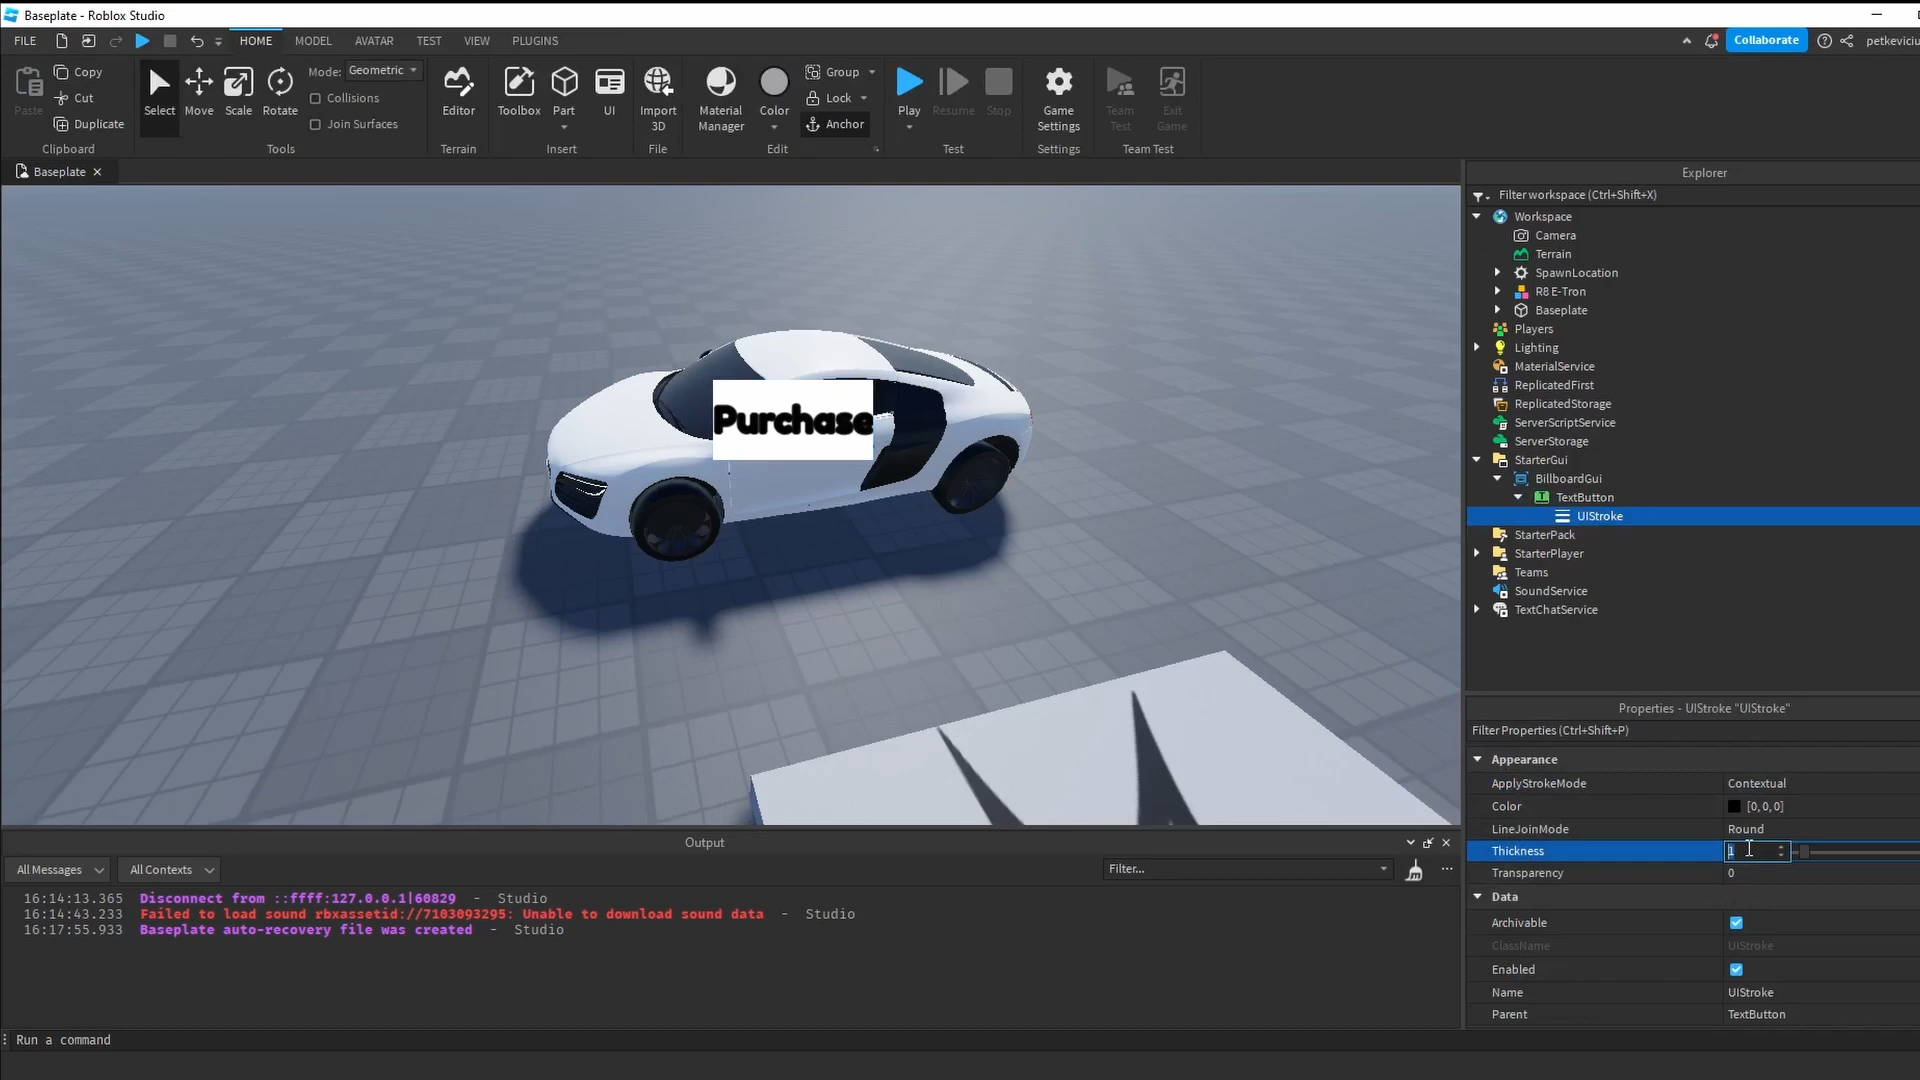 Baseplate - Roblox Studio
FILE
HOME
MODEL
AVATAR
TEST
VIEW
PLUGINS
Collaborate
petkeviciu
Paste
Copy
Cut
Duplicate
Clipboard
Select
Move
Scale
Rotate
Mode: Geometric
Collisions
Join Surfaces
Tools
Editor
Terrain
Toolbox
Part
UI
Insert
Import
3D
File
Material
Manager
Color
Group
Lock
Anchor
Edit
Play
Resume
Stop
Test
Game
Settings
Settings
Team
Test
Exit
Game
Team Test
Baseplate
Purchase
Explorer
Filter workspace (Ctrl+Shift+X)
Workspace
Camera
Terrain
SpawnLocation
R8 E-Tron
Baseplate
Players
Lighting
MaterialService
ReplicatedFirst
ReplicatedStorage
ServerScriptService
ServerStorage
StarterGui
BillboardGui
TextButton
UIStroke
StarterPack
StarterPlayer
Teams
SoundService
TextChatService
Properties - UIStroke "UIStroke"
Filter Properties (Ctrl+Shift+P)
Appearance
ApplyStrokeMode Contextual
Color [0, 0, 0]
LineJoinMode Round
Thickness 1
Transparency 0
Data
Archivable
ClassName UIStroke
Enabled
Name UIStroke
Parent TextButton
Output
All Messages
All Contexts
Filter...
16:14:13.365 Disconnect from ::ffff:127.0.0.1|60829 - Studio
16:14:43.233 Failed to load sound rbxassetid://7103093295: Unable to download sound data - Studio
16:17:55.933 Baseplate auto-recovery file was created - Studio
Run a command